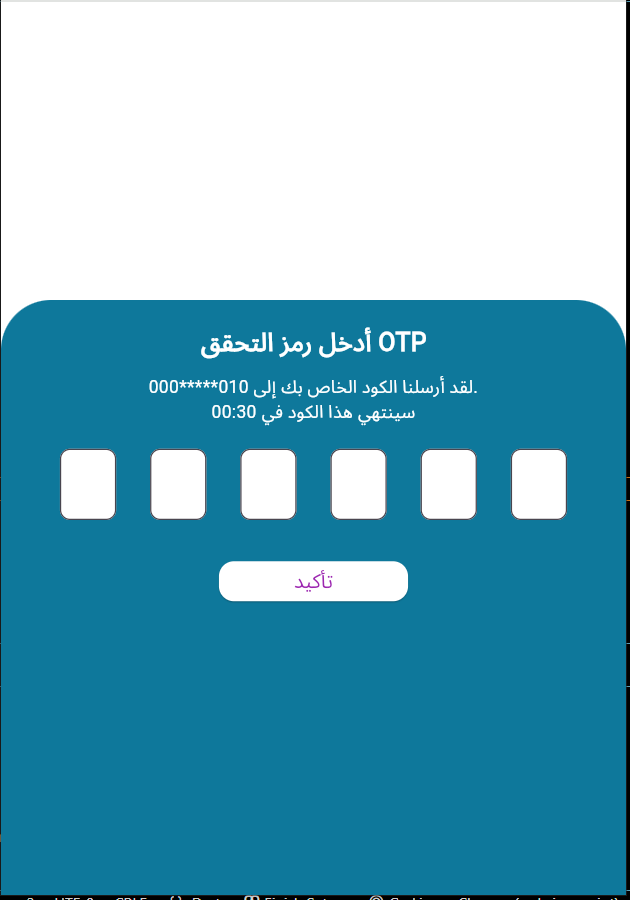 أدخل رمز التحقق OTP
لقد أرسلنا الكود الخاص بك إلى 010*****000.
سينتهي هذا الكود في 00:30
تأكيد